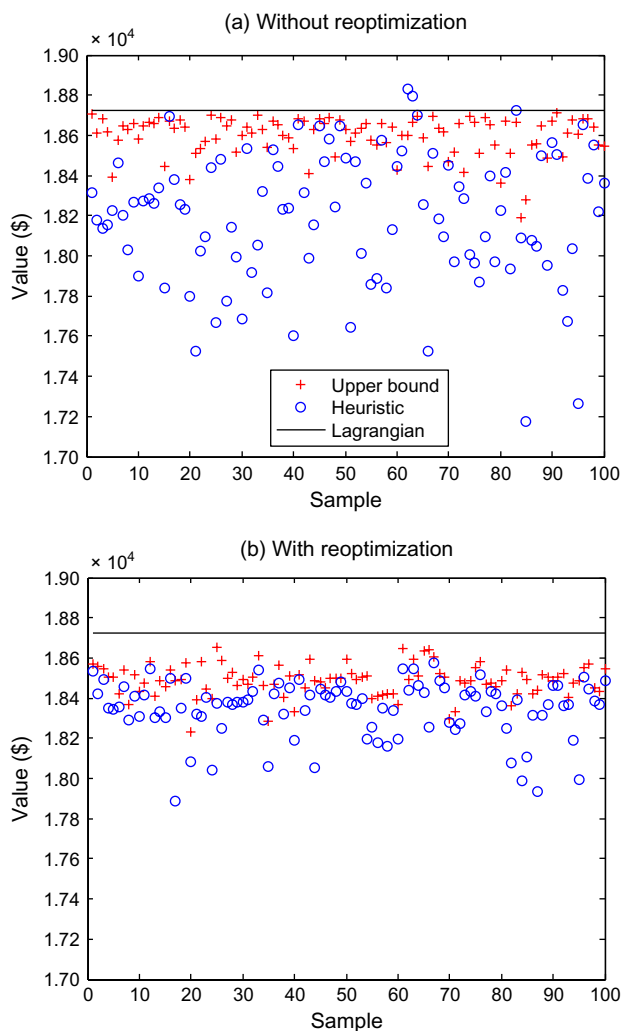 (a) Without reoptimization
× 10⁴
1.90
1.88
1.86
1.84
1.82
1.80
1.78
1.76
1.74
1.72
1.70
Value ($)
Upper bound
Heuristic
Lagrangian
0 10 20 30 40 50 60 70 80 90 100
Sample
(b) With reoptimization
× 10⁴
1.90
1.88
1.86
1.84
1.82
1.80
1.78
1.76
1.74
1.72
1.70
Value ($)
0 10 20 30 40 50 60 70 80 90 100
Sample